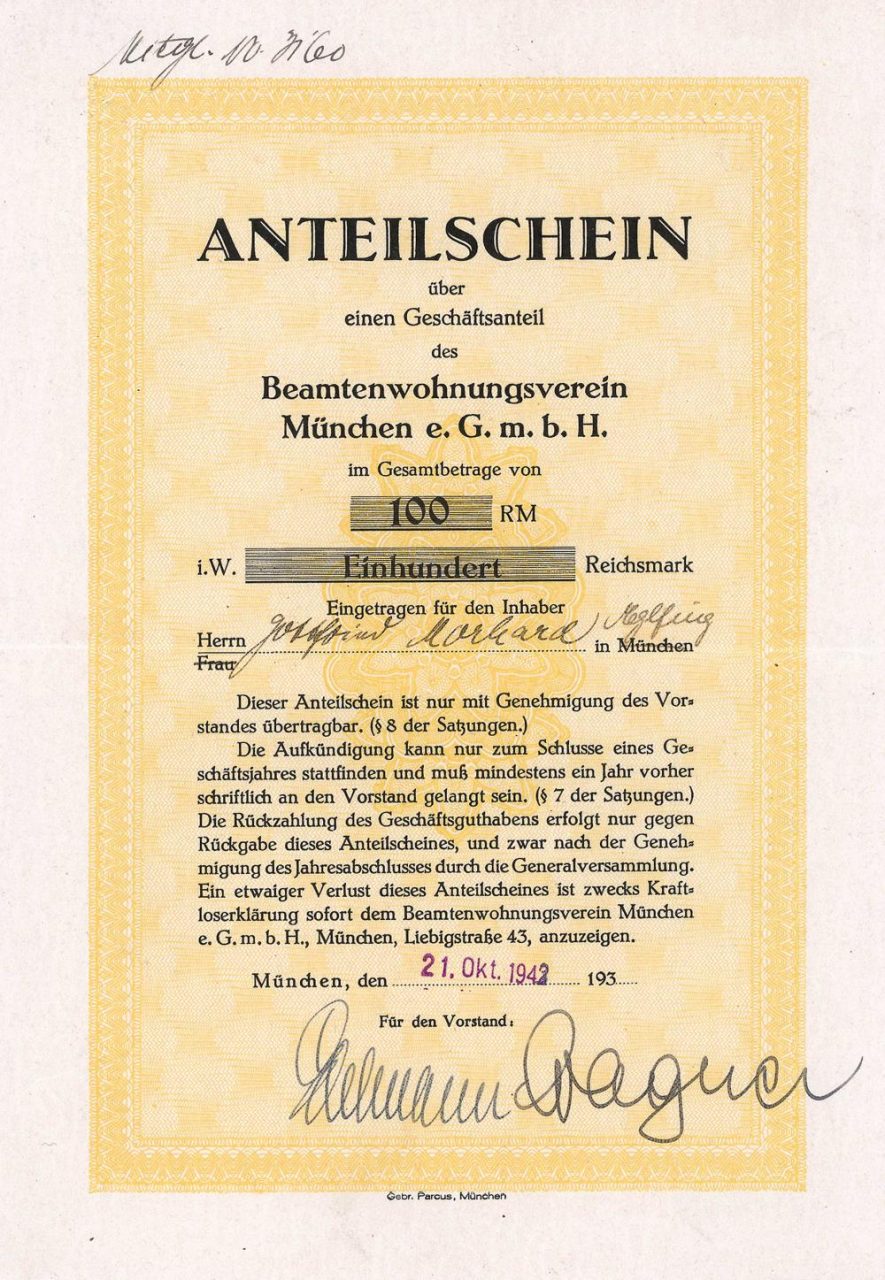 ANTEILSCHEIN
über
einen Geschäftsanteil
des
Beamtenwohnungsverein
München e. G. m. b. H.
im Gesamtbetrage von
100 RM
i.W. Einhundert Reichsmark
Eingetragen für den Inhaber
Herrn Gottfried Morhard in München
Frau
Dieser Anteilschein ist nur mit Genehmigung des Vor-
standes übertragbar. (§ 8 der Satzungen.)
Die Aufkündigung kann nur zum Schlusse eines Ge-
schäftsjahres stattfinden und muß mindestens ein Jahr vorher
schriftlich an den Vorstand gelangt sein. (§ 7 der Satzungen.)
Die Rückzahlung des Geschäftsguthabens erfolgt nur gegen
Rückgabe dieses Anteilscheines, und zwar nach der Geneh-
migung des Jahresabschlusses durch die Generalversammlung.
Ein etwaiger Verlust dieses Anteilscheines ist zwecks Kraft-
loserklärung sofort dem Beamtenwohnungsverein München
e. G. m. b. H., München, Liebigstraße 43, anzuzeigen.
München, den 21. Okt. 1942 193
Für den Vorstand:
Wagner
Gebr. Parcus, München